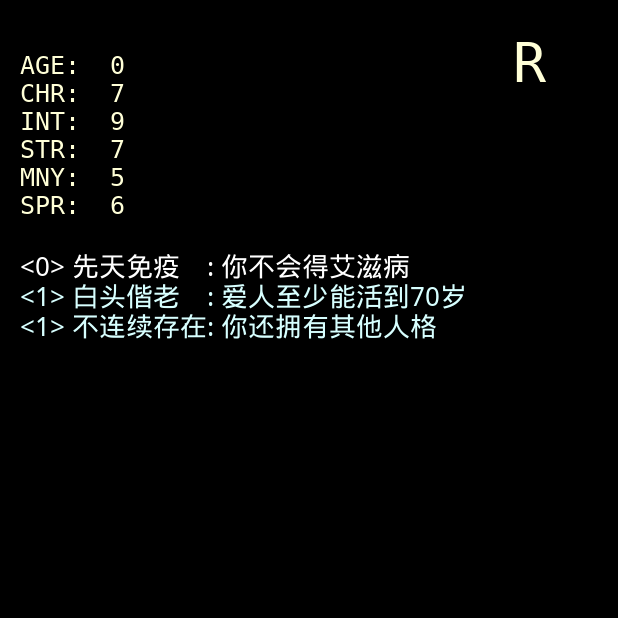 R
AGE: 0
CHR: 7
INT: 9
STR: 7
MNY: 5
SPR: 6
<0> 先天免疫 : 你不会得艾滋病
<1> 白头偕老 : 爱人至少能活到70岁
<1> 不连续存在: 你还拥有其他人格